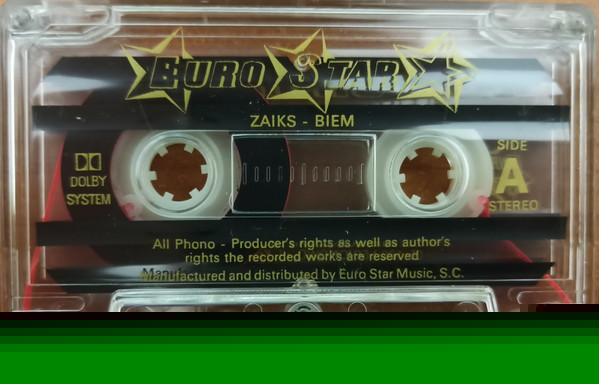 EURO STAR
ZAIKS - BIEM
DOLBY
SYSTEM
SIDE
A
STEREO
All Phono - Producer's rights as well as author's
rights the recorded works are reserved
Manufactured and distributed by Euro Star Music, S.C.